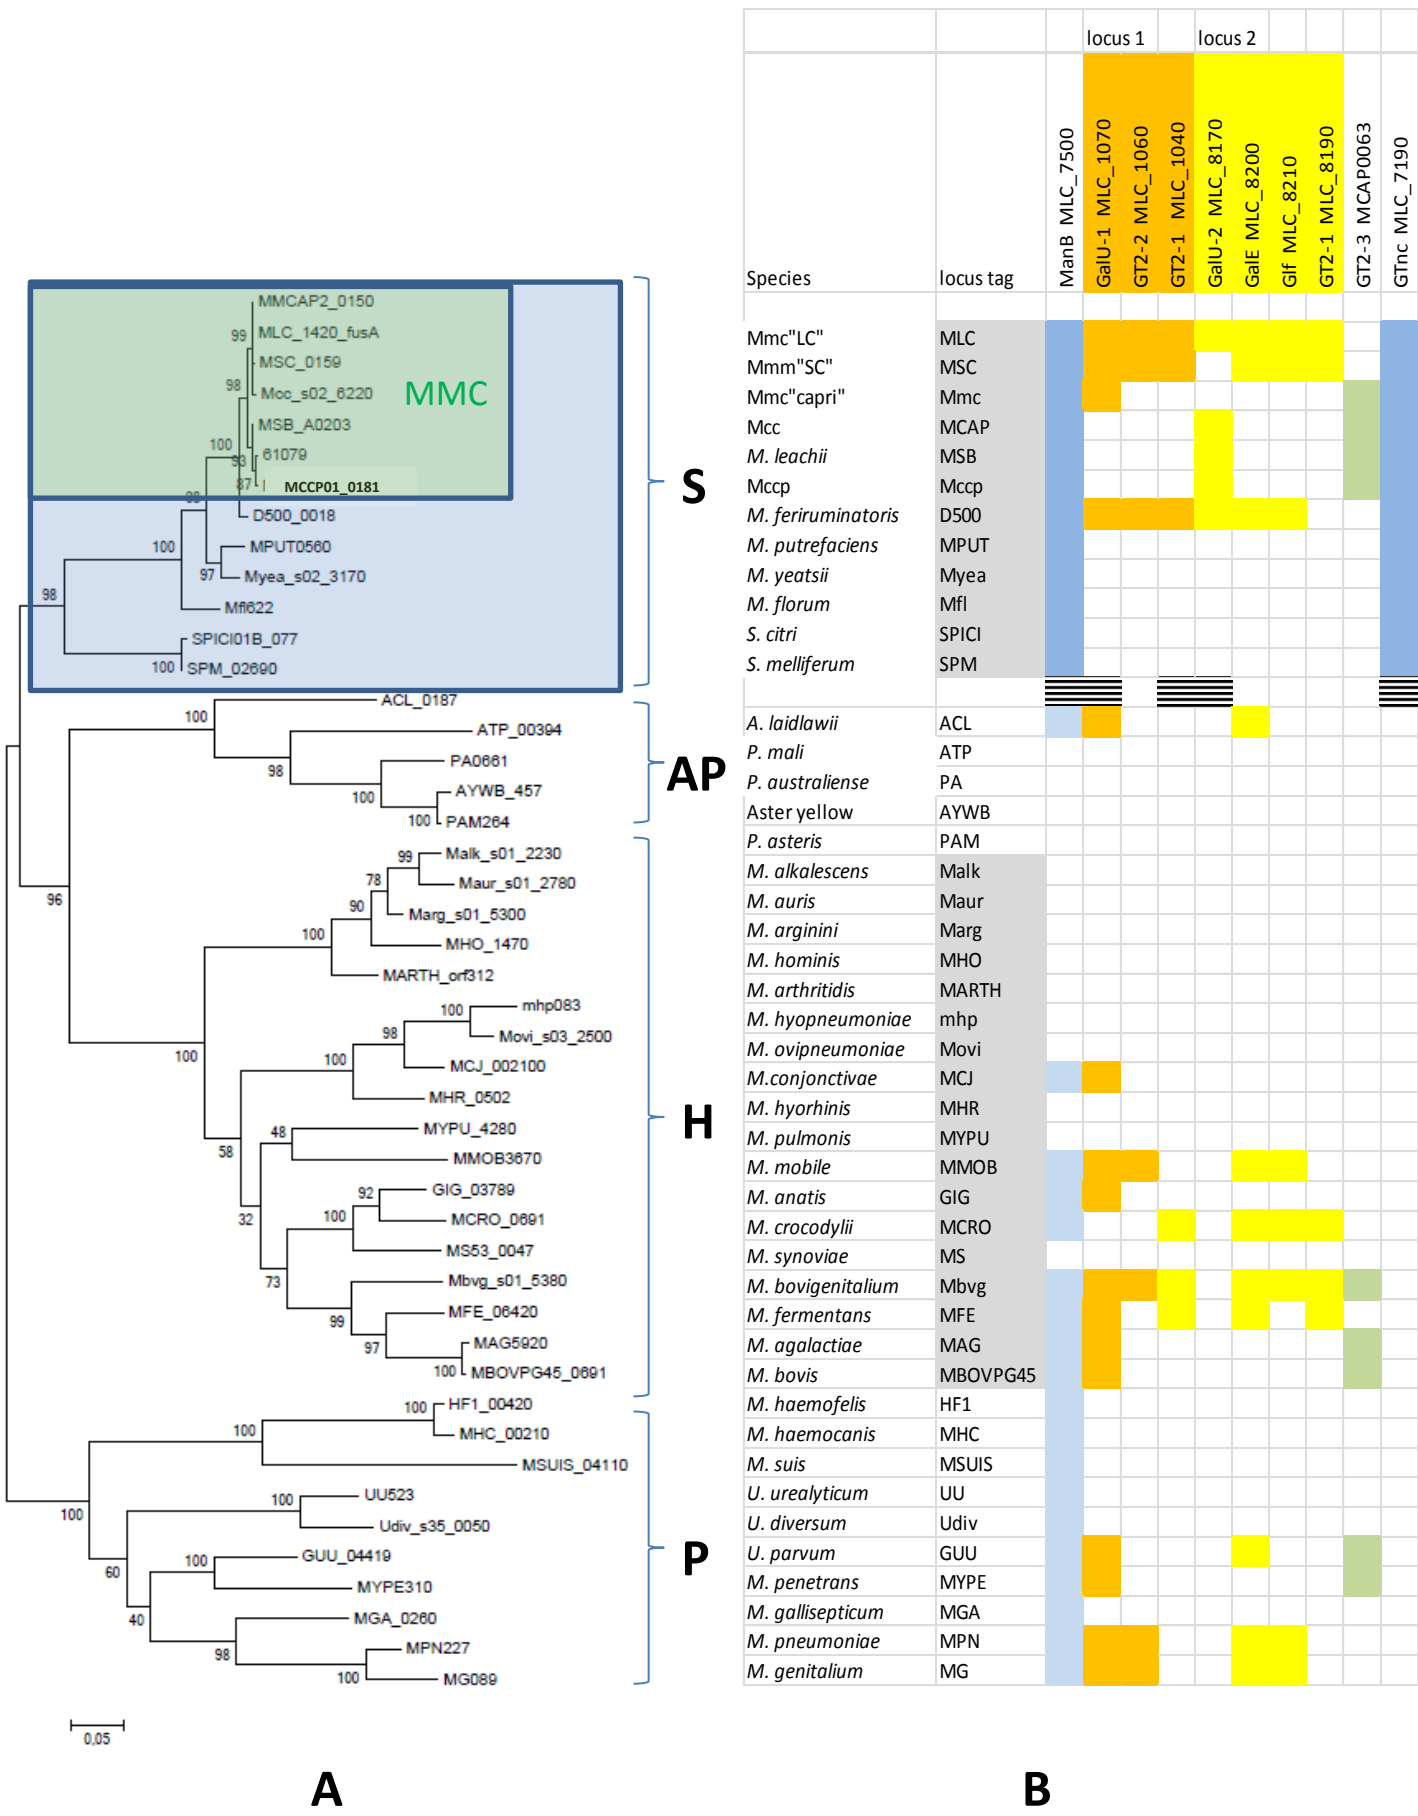 MMCAP2_0150
99
MLC_1420_fusA
MSC_0159
98
Mcc_s02_6220
MMC
MSB_A0203
100
93
61079
87
MCCP01_0181
S
98
D500_0018
100
MPUT0560
97
Myea_s02_3170
98
Mfl622
SPICI01B_077
100
SPM_02690
ACL_0187
100
ATP_00394
98
PA0661
AP
AYWB_457
100
100
PAM264
99
Malk_s01_2230
78
Maur_s01_2780
96
90
Marg_s01_5300
100
MHO_1470
MARTH_orf312
100
mhp083
98
Movi_s03_2500
100
100
MCJ_002100
MHR_0502
H
48
MYPU_4280
58
MMOB3670
92
GIG_03789
32
100
MCRO_0691
MS53_0047
73
Mbvg_s01_5380
99
MFE_06420
97
MAG5920
100
MBOVPG45_0691
100
HF1_00420
100
MHC_00210
MSUIS_04110
100
100
UU523
Udiv_s35_0050
100
GUU_04419
P
60
MYPE310
40
MGA_0260
98
MPN227
100
MG089
0,05
A
locus 1 locus 2
Species locus tag ManB MLC_7500 GalU-1 MLC_1070 GT2-2 MLC_1060 GT2-1 MLC_1040 GalU-2 MLC_8170 GalE MLC_8200 Glf MLC_8210 GT2-1 MLC_8190 GT2-3 MCAP0063 GTnc MLC_7190
Mmc"LC" MLC
Mmm"SC" MSC
Mmc"capri" Mmc
Mcc MCAP
M. leachii MSB
Mccp Mccp
M. feriruminatoris D500
M. putrefaciens MPUT
M. yeatsii Myea
M. florum Mfl
S. citri SPICI
S. melliferum SPM
A. laidlawii ACL
P. mali ATP
P. australiense PA
Aster yellow AYWB
P. asteris PAM
M. alkalescens Malk
M. auris Maur
M. arginini Marg
M. hominis MHO
M. arthritidis MARTH
M. hyopneumoniae mhp
M. ovipneumoniae Movi
M.conjonctivae MCJ
M. hyorhinis MHR
M. pulmonis MYPU
M. mobile MMOB
M. anatis GIG
M. crocodylii MCRO
M. synoviae MS
M. bovigenitalium Mbvg
M. fermentans MFE
M. agalactiae MAG
M. bovis MBOVPG45
M. haemofelis HF1
M. haemocanis MHC
M. suis MSUIS
U. urealyticum UU
U. diversum Udiv
U. parvum GUU
M. penetrans MYPE
M. gallisepticum MGA
M. pneumoniae MPN
M. genitalium MG
B